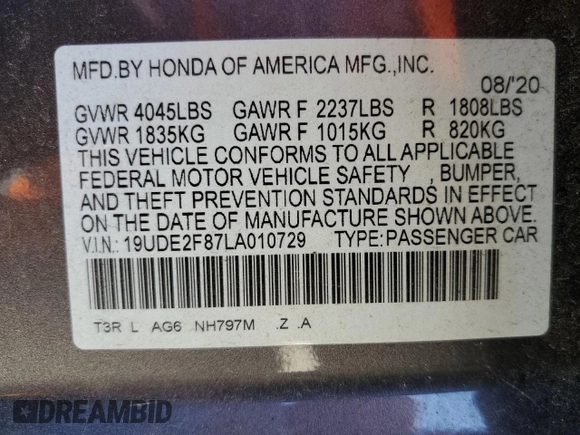 MFD.BY HONDA OF AMERICA MFG.,INC.
08/'20
GVWR 4045LBS GAWR F 2237LBS R 1808LBS
GVWR 1835KG GAWR F 1015KG R 820KG
THIS VEHICLE CONFORMS TO ALL APPLICABLE
FEDERAL MOTOR VEHICLE SAFETY , BUMPER,
AND THEFT PREVENTION STANDARDS IN EFFECT
ON THE DATE OF MANUFACTURE SHOWN ABOVE.
V.I.N.: 19UDE2F87LA010729 TYPE:PASSENGER CAR
T3R L AG6 NH797M .Z .A
DREAMBID